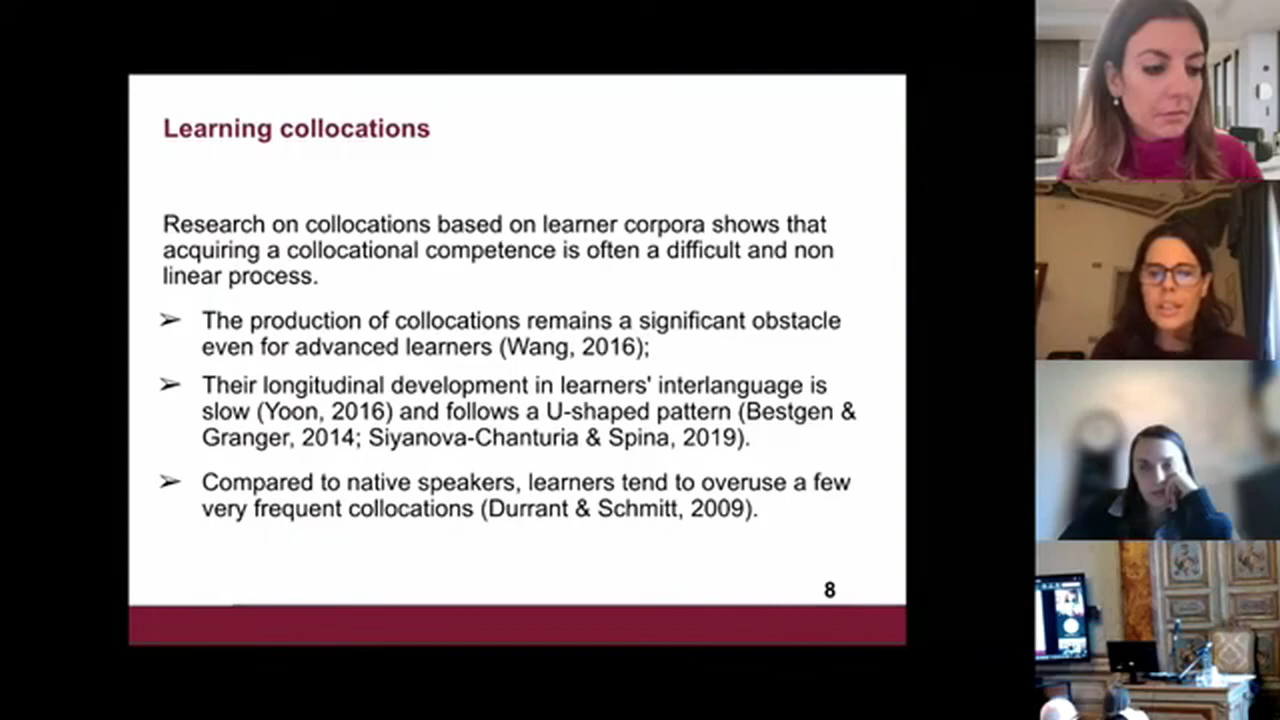 Learning collocations
Research on collocations based on learner corpora shows that
acquiring a collocational competence is often a difficult and non
linear process.
➢ The production of collocations remains a significant obstacle
even for advanced learners (Wang, 2016);
➢ Their longitudinal development in learners' interlanguage is
slow (Yoon, 2016) and follows a U-shaped pattern (Bestgen &
Granger, 2014; Siyanova-Chanturia & Spina, 2019).
➢ Compared to native speakers, learners tend to overuse a few
very frequent collocations (Durrant & Schmitt, 2009).
8